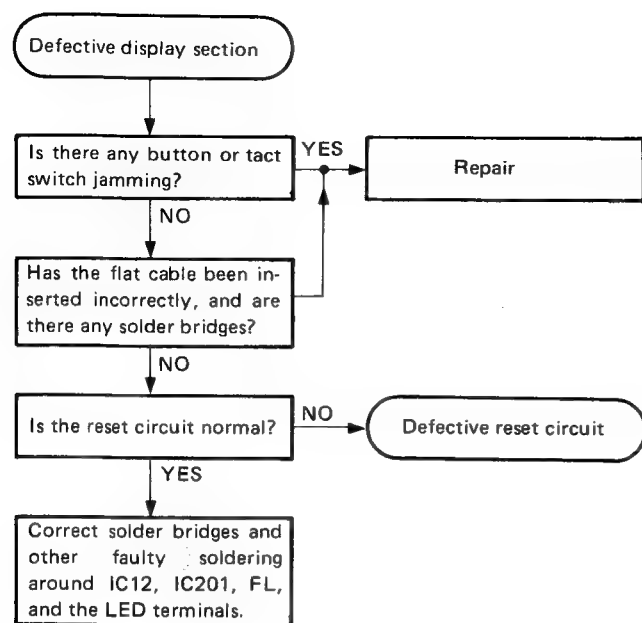 Defective display section
Is there any button or tact
switch jamming?
YES
Repair
NO
Has the flat cable been in-
serted incorrectly, and are
there any solder bridges?
NO
Is the reset circuit normal?
NO
Defective reset circuit
YES
Correct solder bridges and
other faulty soldering
around IC12, IC201, FL,
and the LED terminals.